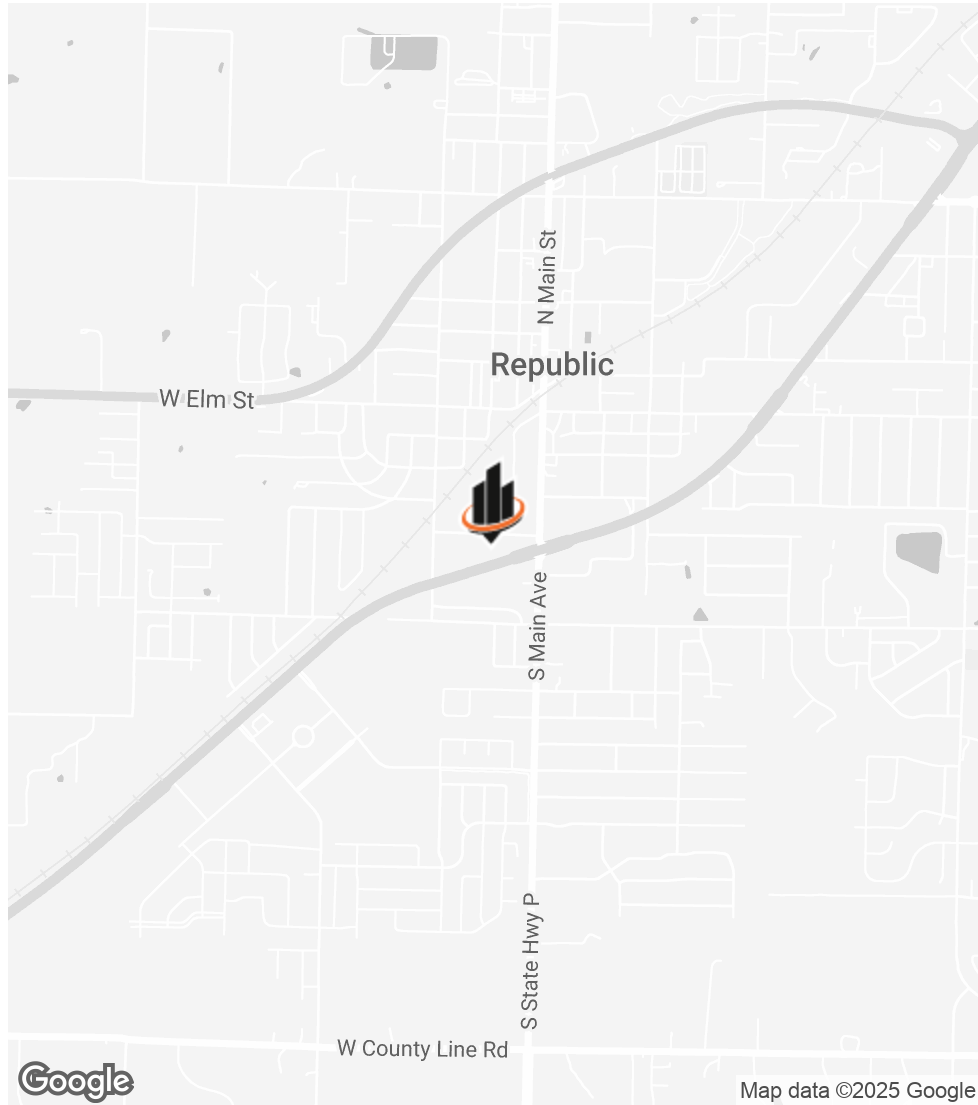 N Main St
Republic
W Elm St
S Main Ave
S State Hwy P
W County Line Rd
Google
Map data ©2025 Google